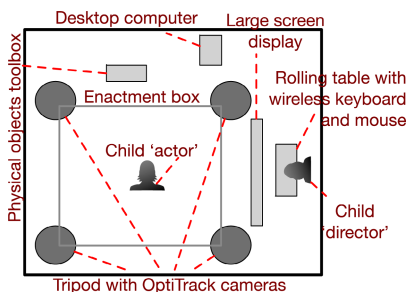 Desktop computer
Large screen
display
Physical objects toolbox
Rolling table with
wireless keyboard
and mouse
Enactment box
Child ‘actor’
Child
‘director’
Tripod with OptiTrack cameras